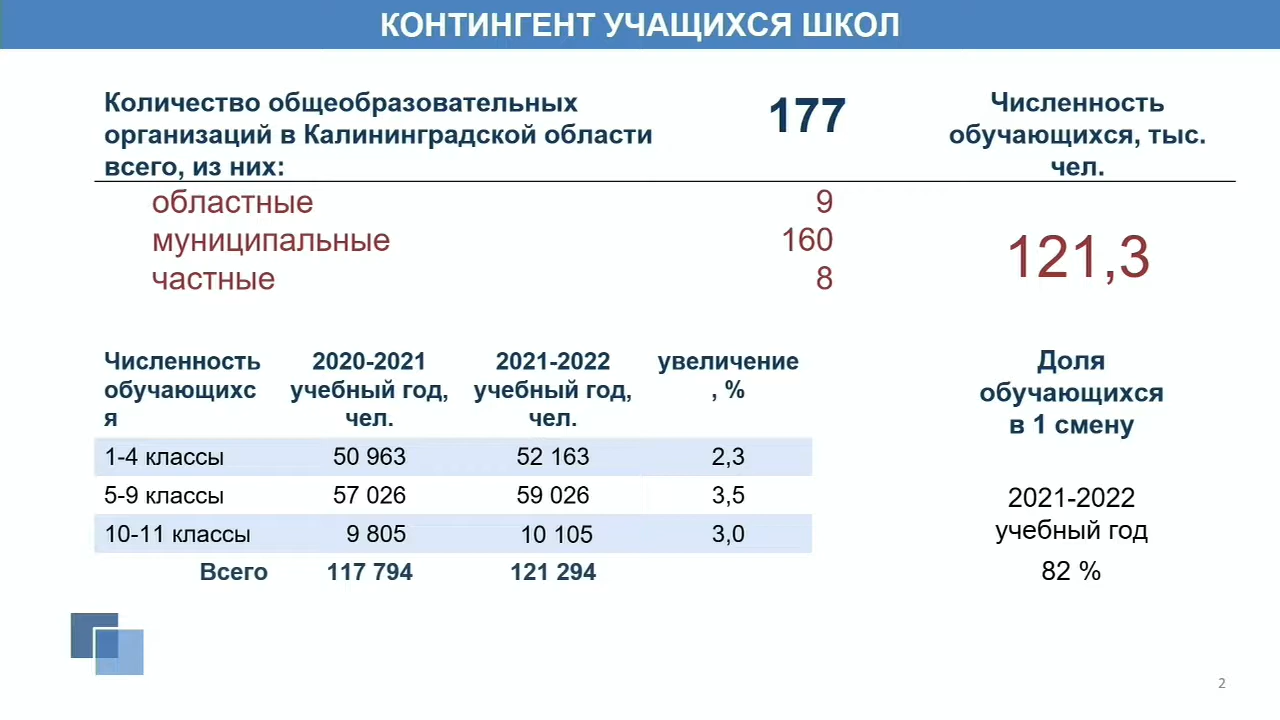 КОНТИНГЕНТ УЧАЩИХСЯ ШКОЛ
Количество общеобразовательных
организаций в Калининградской области
всего, из них:
177
Численность
обучающихся, тыс.
чел.
областные 9
муниципальные 160
частные 8
121,3
Численность
обучающихс
я
2020-2021
учебный год,
чел.
2021-2022
учебный год,
чел.
увеличение
, %
1-4 классы 50 963 52 163 2,3
5-9 классы 57 026 59 026 3,5
10-11 классы 9 805 10 105 3,0
Всего 117 794 121 294
Доля
обучающихся
в 1 смену
2021-2022
учебный год
82 %
2